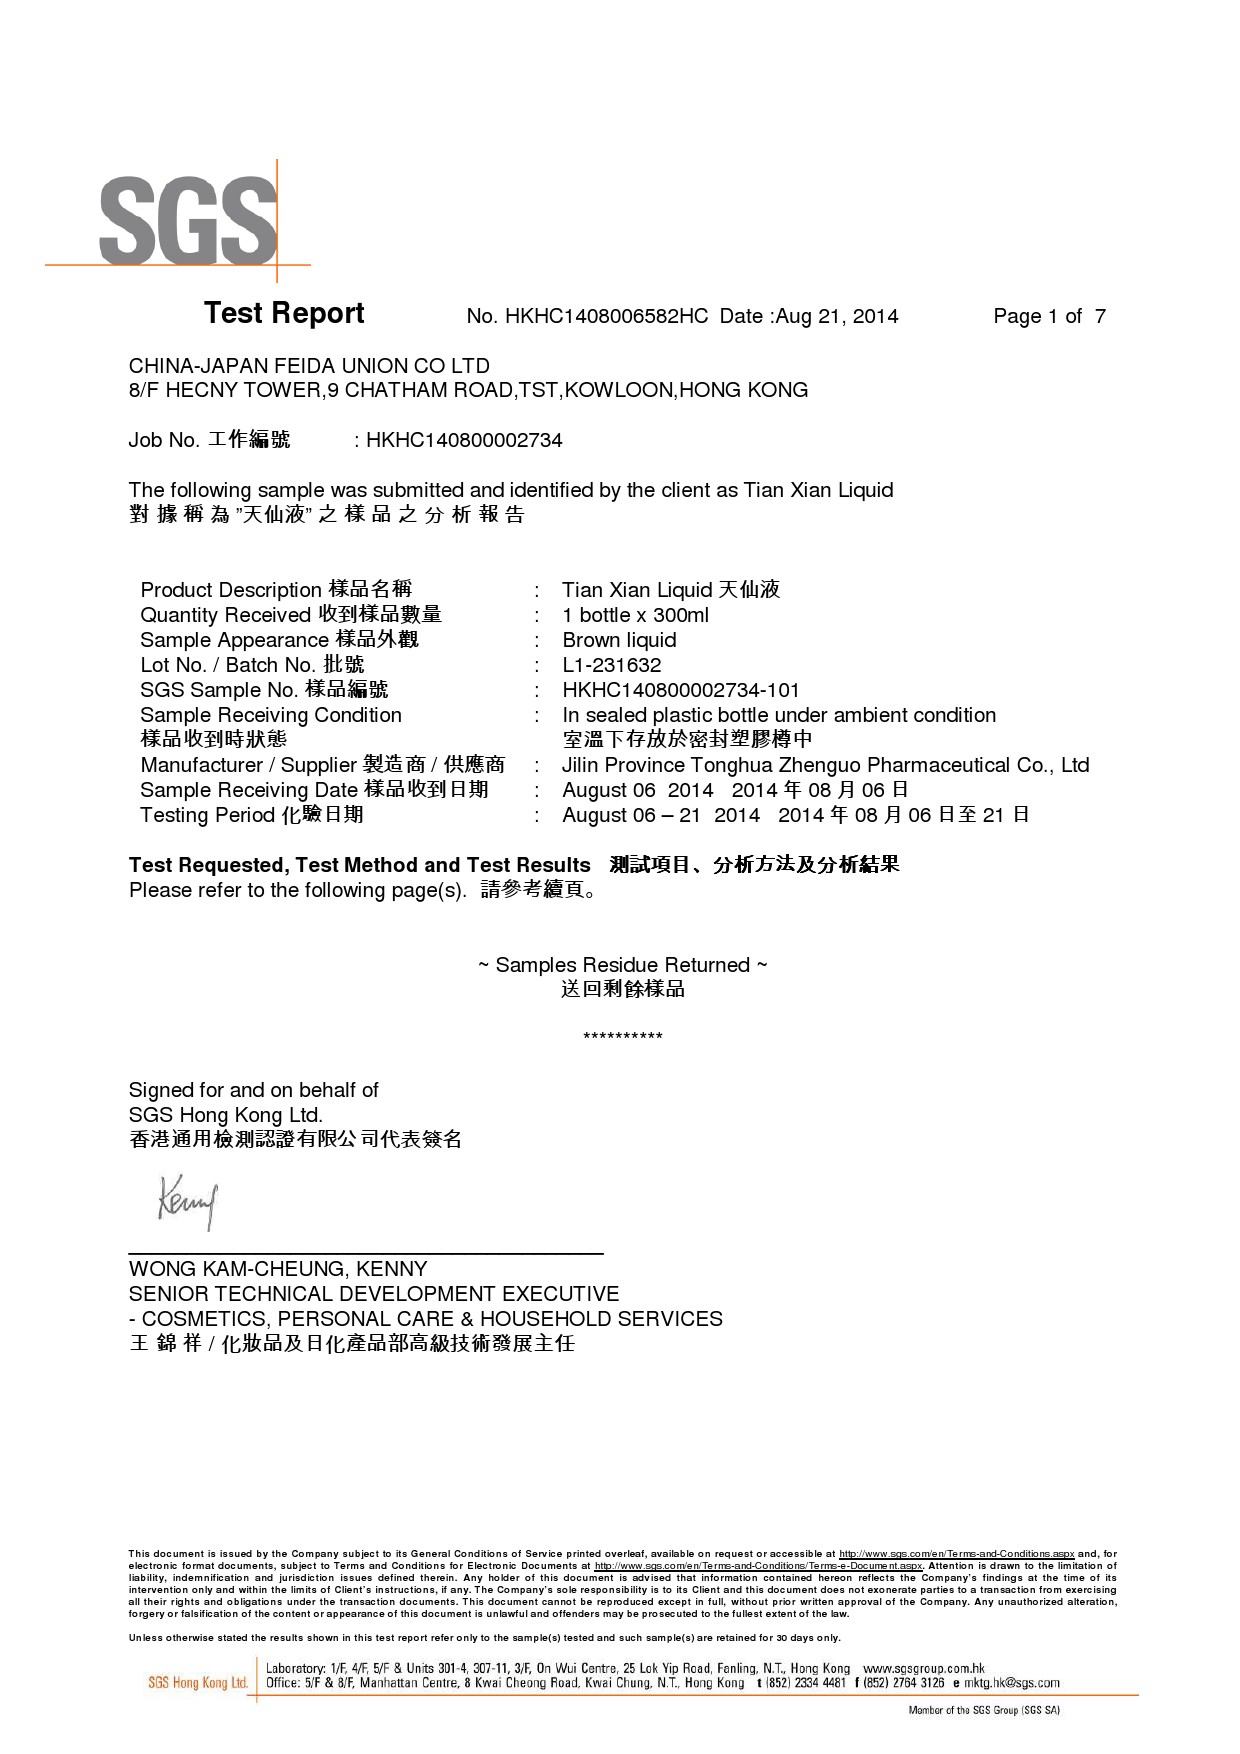 SGS
Test Report No. HKHC1408006582HC Date :Aug 21, 2014 Page 1 of 7
CHINA-JAPAN FEIDA UNION CO LTD
8/F HECNY TOWER,9 CHATHAM ROAD,TST,KOWLOON,HONG KONG
Job No. 工作編號 : HKHC140800002734
The following sample was submitted and identified by the client as Tian Xian Liquid
對 據 稱 為 ”天仙液” 之 樣 品 之 分 析 報 告
Product Description 樣品名稱 : Tian Xian Liquid 天仙液
Quantity Received 收到樣品數量 : 1 bottle x 300ml
Sample Appearance 樣品外觀 : Brown liquid
Lot No. / Batch No. 批號 : L1-231632
SGS Sample No. 樣品編號 : HKHC140800002734-101
Sample Receiving Condition : In sealed plastic bottle under ambient condition
樣品收到時狀態 室溫下存放於密封塑膠樽中
Manufacturer / Supplier 製造商 / 供應商 : Jilin Province Tonghua Zhenguo Pharmaceutical Co., Ltd
Sample Receiving Date 樣品收到日期 : August 06 2014 2014 年 08 月 06 日
Testing Period 化驗日期 : August 06 – 21 2014 2014 年 08 月 06 日至 21 日
Test Requested, Test Method and Test Results 測試項目、分析方法及分析結果
Please refer to the following page(s). 請參考續頁。
~ Samples Residue Returned ~
送回剩餘樣品
**********
Signed for and on behalf of
SGS Hong Kong Ltd.
香港通用檢測認證有限公司代表簽名
Kenny
WONG KAM-CHEUNG, KENNY
SENIOR TECHNICAL DEVELOPMENT EXECUTIVE
- COSMETICS, PERSONAL CARE & HOUSEHOLD SERVICES
王 錦 祥 / 化妝品及日化產品部高級技術發展主任
This document is issued by the Company subject to its General Conditions of Service printed overleaf, available on request or accessible at http://www.sgs.com/en/Terms-and-Conditions.aspx and, for
electronic format documents, subject to Terms and Conditions for Electronic Documents at http://www.sgs.com/en/Terms-and-Conditions/Terms-e-Document.aspx. Attention is drawn to the limitation of
liability, indemnification and jurisdiction issues defined therein. Any holder of this document is advised that information contained hereon reflects the Company's findings at the time of its
intervention only and within the limits of Client's instructions, if any. The Company's sole responsibility is to its Client and this document does not exonerate parties to a transaction from exercising
all their rights and obligations under the transaction documents. This document cannot be reproduced except in full, without prior written approval of the Company. Any unauthorized alteration,
forgery or falsification of the content or appearance of this document is unlawful and offenders may be prosecuted to the fullest extent of the law.
Unless otherwise stated the results shown in this test report refer only to the sample(s) tested and such sample(s) are retained for 30 days only.
SGS Hong Kong Ltd. Laboratory: 1/F, 4/F, 5/F & Units 301-4, 307-11, 3/F, On Wui Centre, 25 Lok Yip Road, Fanling, N.T., Hong Kong www.sgsgroup.com.hk
Office: 5/F & 8/F, Manhattan Centre, 8 Kwai Cheong Road, Kwai Chung, N.T., Hong Kong t (852) 2334 4481 f (852) 2764 3126 e mktg.hk@sgs.com
Member of the SGS Group (SGS SA)